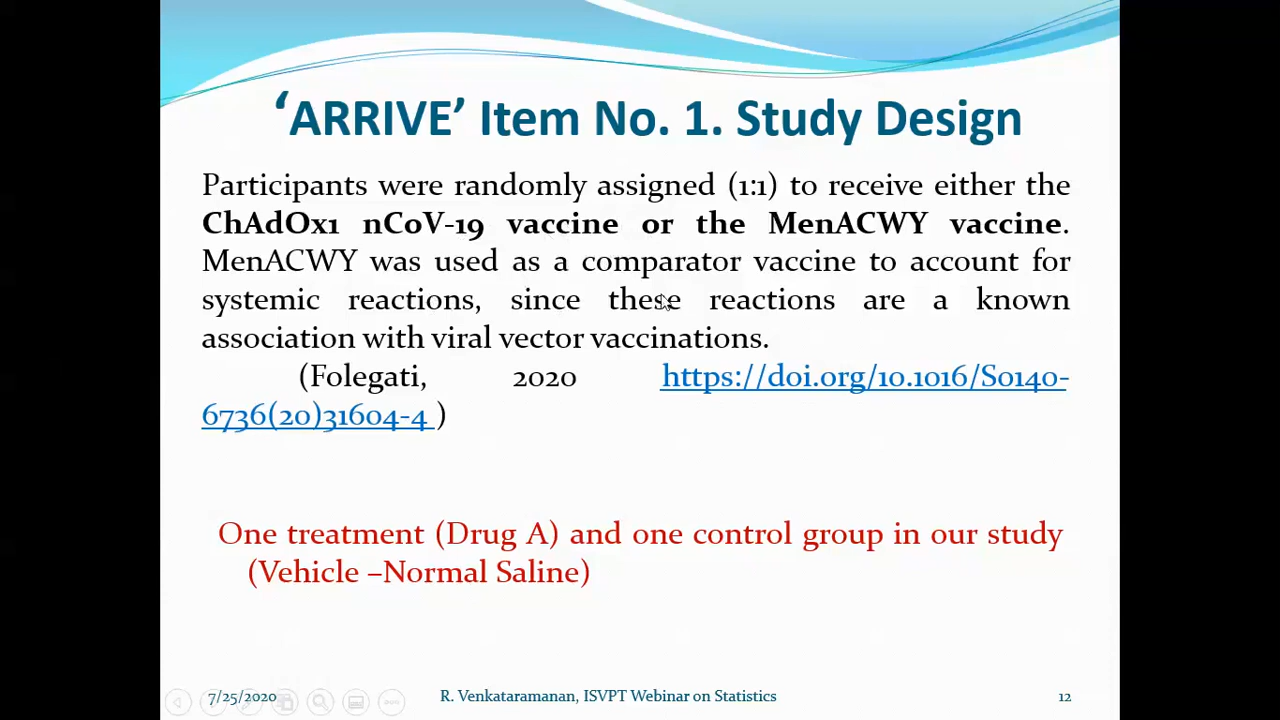 ‘ARRIVE’ Item No. 1. Study Design
Participants were randomly assigned (1:1) to receive either the
ChAdOx1 nCoV-19 vaccine or the MenACWY vaccine.
MenACWY was used as a comparator vaccine to account for
systemic reactions, since these reactions are a known
association with viral vector vaccinations.
(Folegati, 2020 https://doi.org/10.1016/S0140-
6736(20)31604-4 )
One treatment (Drug A) and one control group in our study
(Vehicle –Normal Saline)
7/25/2020 R. Venkataramanan, ISVPT Webinar on Statistics 12